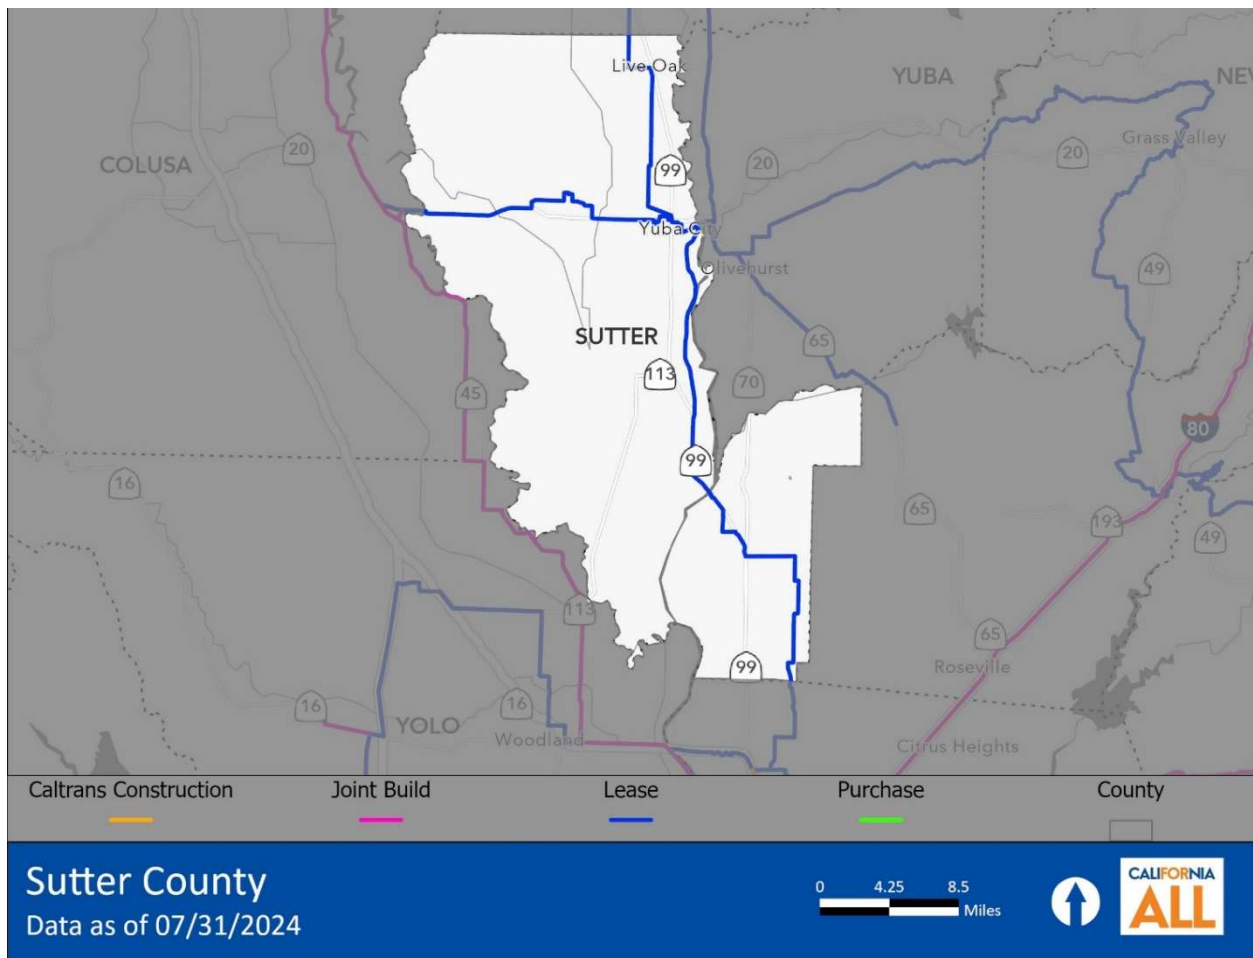 Live Oak
YUBA
NEV
Grass Valley
20
COLUSA
99
20
20
Yuba City
Olivehurst
49
SUTTER
65
113
70
45
80
99
16
65
193
49
113
65
99
Roseville
16
16
YOLO
Woodland
Citrus Heights
Caltrans Construction Joint Build Lease Purchase County
Sutter County
Data as of 07/31/2024
0 4.25 8.5
Miles
CALIFORNIA
ALL